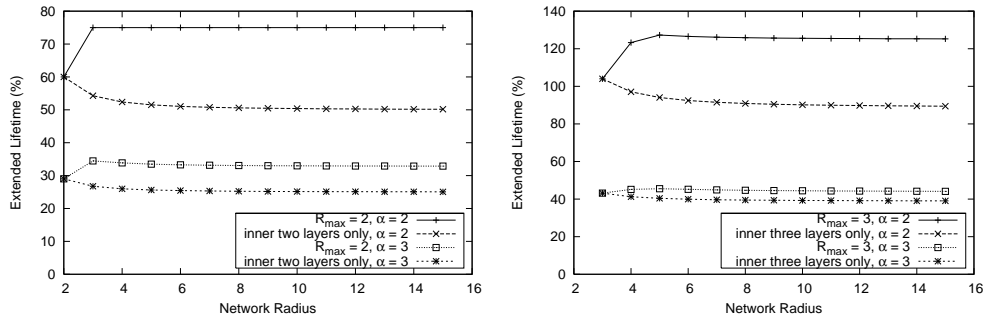 Extended Lifetime (%)
80
70
60
50
40
30
20
10
0
R_max = 2, α = 2
inner two layers only, α = 2
R_max = 2, α = 3
inner two layers only, α = 3
2 4 6 8 10 12 14 16
Network Radius
Extended Lifetime (%)
140
120
100
80
60
40
20
0
R_max = 3, α = 2
inner three layers only, α = 2
R_max = 3, α = 3
inner three layers only, α = 3
2 4 6 8 10 12 14 16
Network Radius